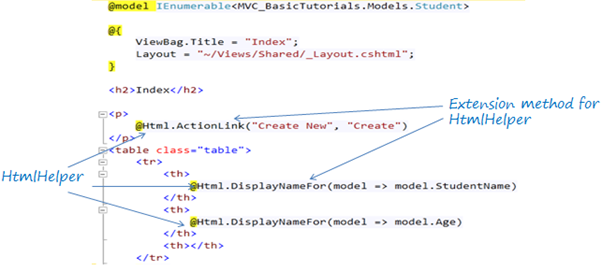 @model IEnumerable<MVC_BasicTutorials.Models.Student>
@{
ViewBag.Title = "Index";
Layout = "~/Views/Shared/_Layout.cshtml";
}
<h2>Index</h2>
<p>
@Html.ActionLink("Create New", "Create")
</p>
<table class="table">
<tr>
<th>
@Html.DisplayNameFor(model => model.StudentName)
</th>
<th>
@Html.DisplayNameFor(model => model.Age)
</th>
<th></th>
</tr>
Extension method for
HtmlHelper
HtmlHelper